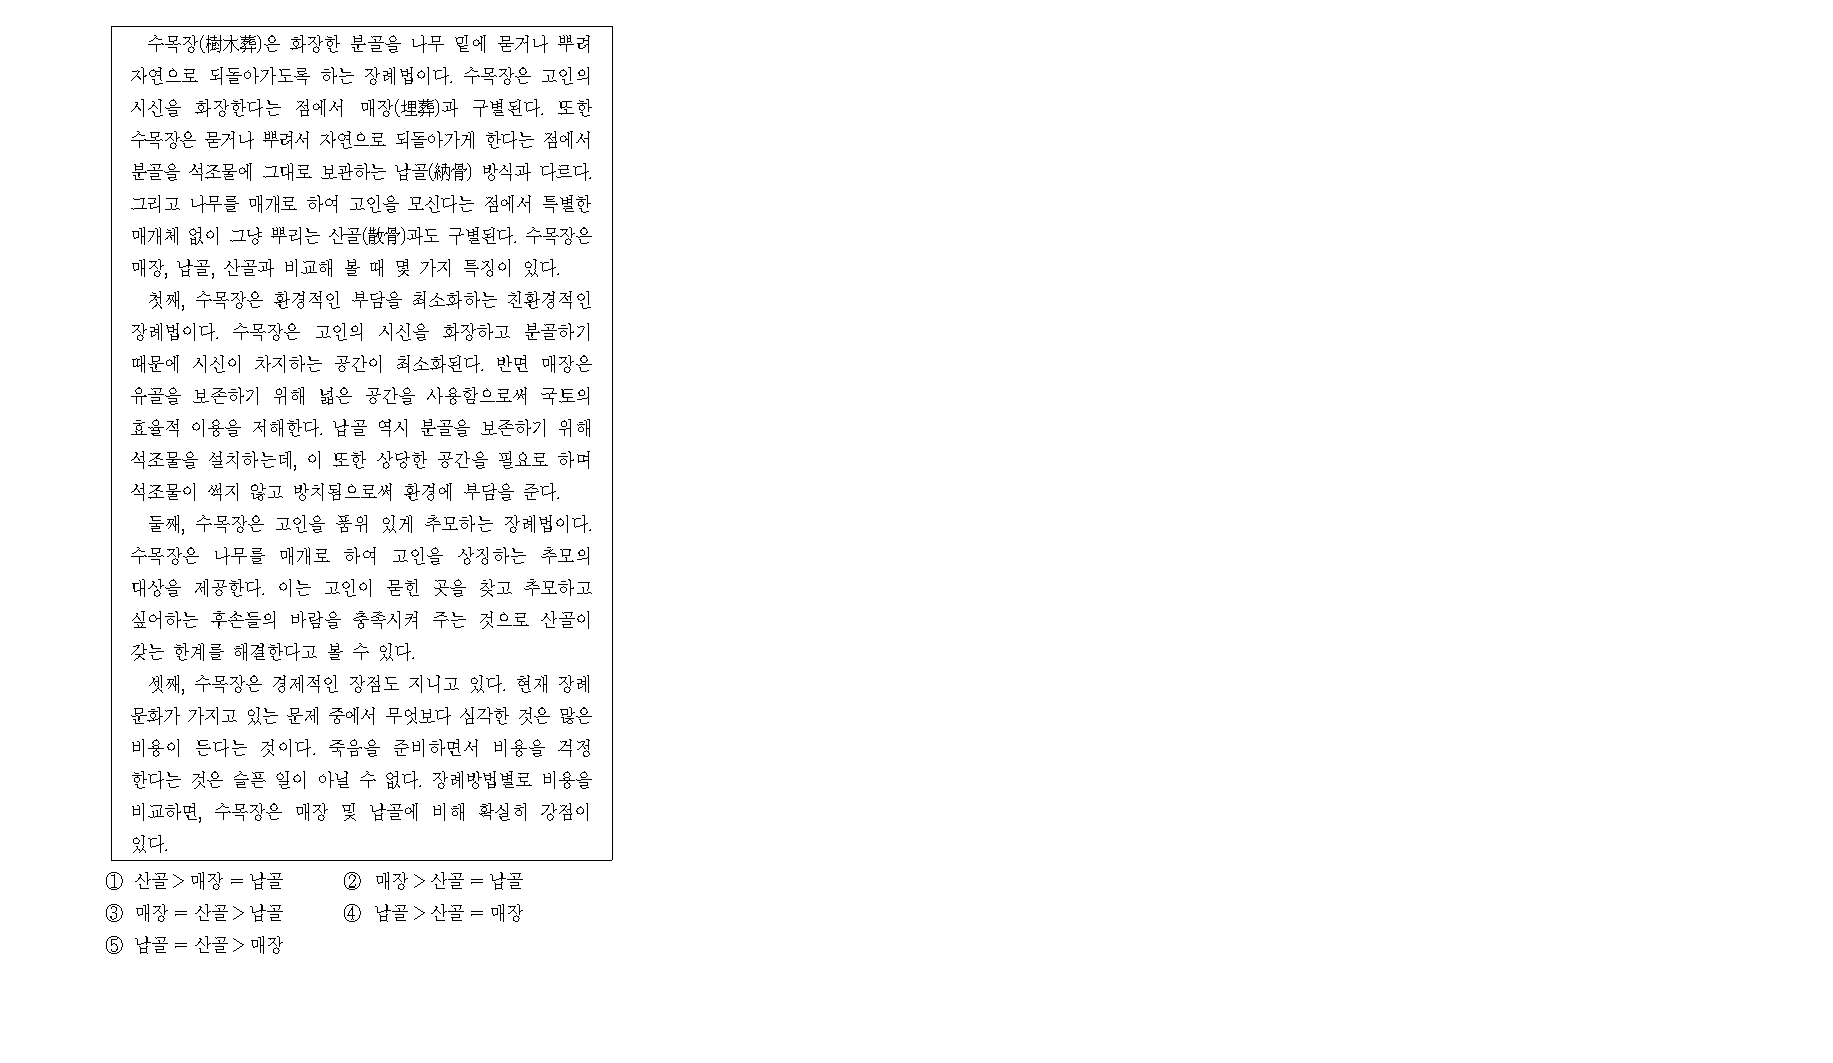 수목장(樹木葬)은 화장한 분골을 나무 밑에 묻거나 뿌려
자연으로 되돌아가도록 하는 장례법이다. 수목장은 고인의
시신을 화장한다는 점에서 매장(埋葬)과 구별된다. 또한
수목장은 묻거나 뿌려서 자연으로 되돌아가게 한다는 점에서
분골을 석조물에 그대로 보관하는 납골(納骨) 방식과 다르다.
그리고 나무를 매개로 하여 고인을 모신다는 점에서 특별한
매개체 없이 그냥 뿌리는 산골(散骨)과도 구별된다. 수목장은
매장, 납골, 산골과 비교해 볼 때 몇 가지 특징이 있다.
첫째, 수목장은 환경적인 부담을 최소화하는 친환경적인
장례법이다. 수목장은 고인의 시신을 화장하고 분골하기
때문에 시신이 차지하는 공간이 최소화된다. 반면 매장은
유골을 보존하기 위해 넓은 공간을 사용함으로써 국토의
효율적 이용을 저해한다. 납골 역시 분골을 보존하기 위해
석조물을 설치하는데, 이 또한 상당한 공간을 필요로 하며
석조물이 썩지 않고 방치됨으로써 환경에 부담을 준다.
둘째, 수목장은 고인을 품위 있게 추모하는 장례법이다.
수목장은 나무를 매개로 하여 고인을 상징하는 추모의
대상을 제공한다. 이는 고인이 묻힌 곳을 찾고 추모하고
싶어하는 후손들의 바람을 충족시켜 주는 것으로 산골이
갖는 한계를 해결한다고 볼 수 있다.
셋째, 수목장은 경제적인 장점도 지니고 있다. 현재 장례
문화가 가지고 있는 문제 중에서 무엇보다 심각한 것은 많은
비용이 든다는 것이다. 죽음을 준비하면서 비용을 걱정
한다는 것은 슬픈 일이 아닐 수 없다. 장례방법별로 비용을
비교하면, 수목장은 매장 및 납골에 비해 확실히 강점이
있다.
① 산골 > 매장 = 납골 ② 매장 > 산골 = 납골
③ 매장 = 산골 > 납골 ④ 납골 > 산골 = 매장
⑤ 납골 = 산골 > 매장